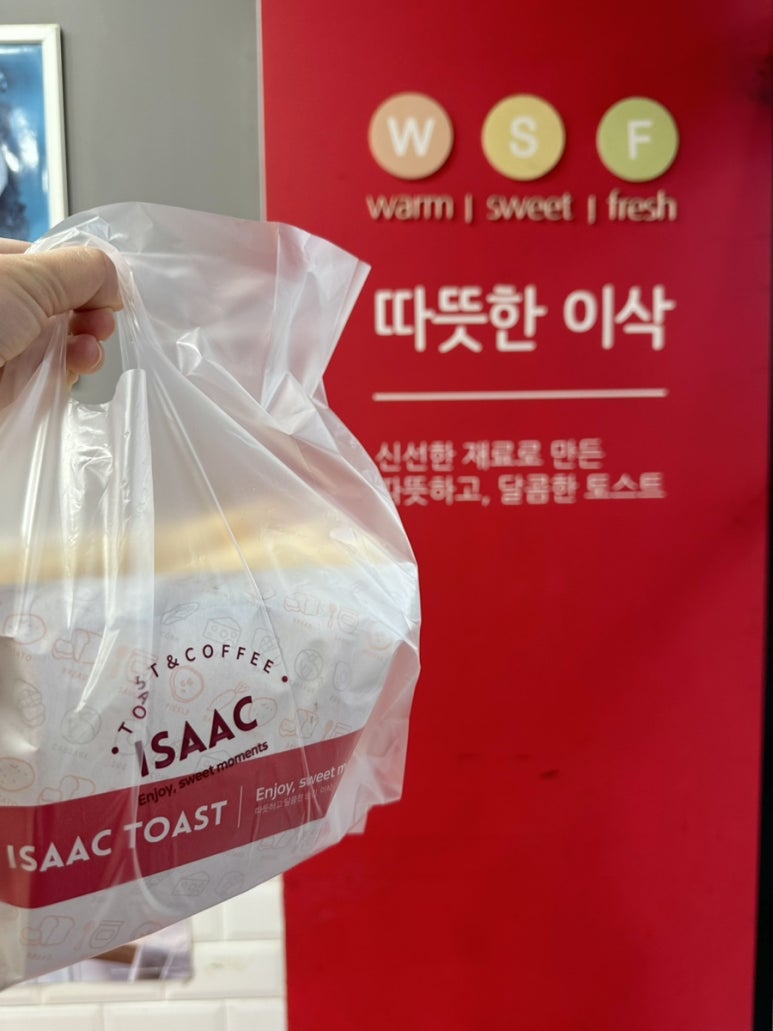 W S F
warm | sweet | fresh
따뜻한 이삭
신선한 재료로 만든
따뜻하고, 달콤한 토스트
TOAST & COFFEE
ISAAC
Enjoy, sweet moments
ISAAC TOAST | Enjoy, sweet m